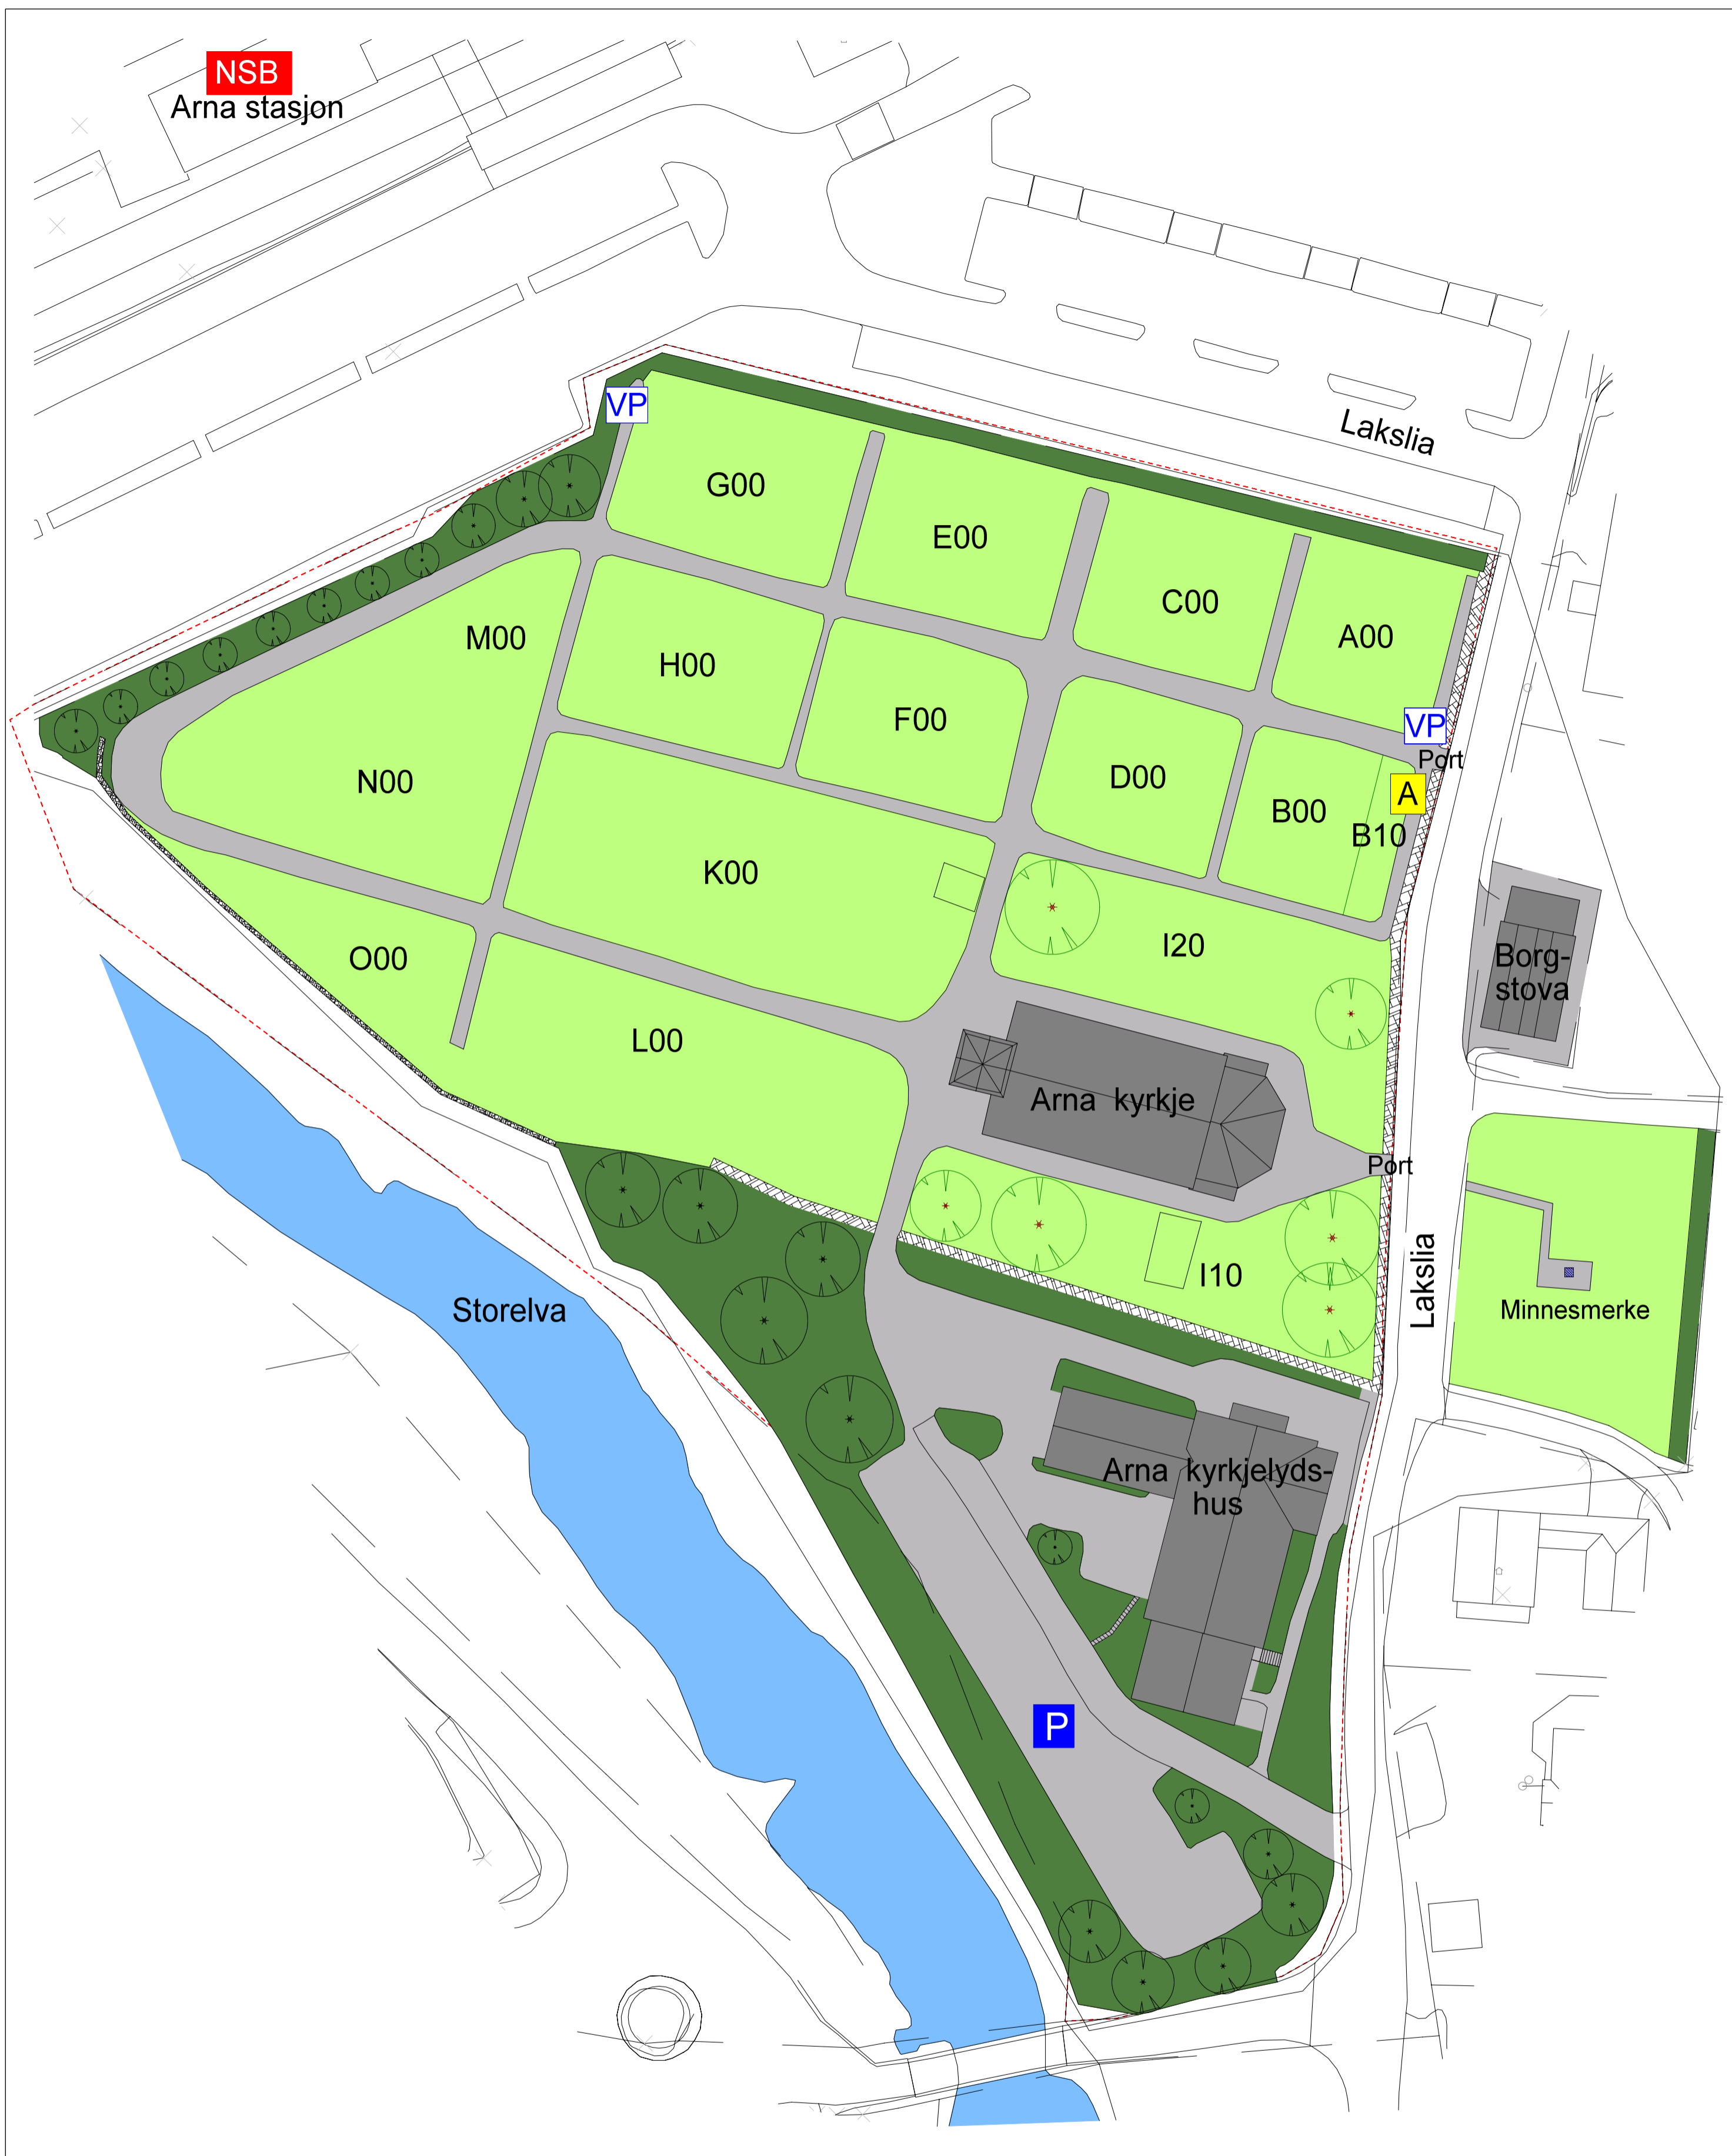 NSB
Arna stasjon
Lakslia
VP
G00
E00
C00
A00
M00
H00
F00
VP
Port
D00
N00
A
B00
B10
K00
I20
O00
Borg-
stova
L00
Arna kyrkje
Port
I10
Lakslia
Storelva
Minnesmerke
Arna kyrkjelyds-
hus
P